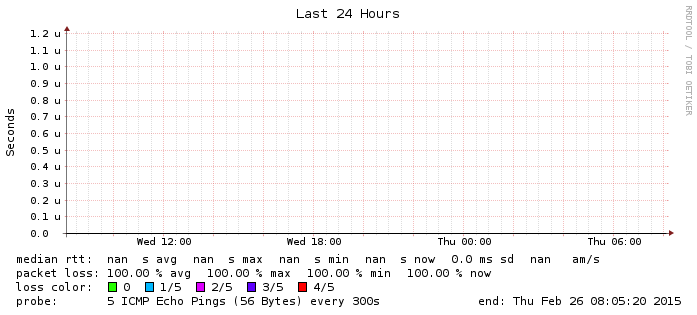 Last 24 Hours
RRDTOOL / TOBI OETIKER
Seconds
1.2 u
1.1 u
1.0 u
0.9 u
0.8 u
0.7 u
0.6 u
0.5 u
0.4 u
0.3 u
0.2 u
0.1 u
0.0
Wed 12:00 Wed 18:00 Thu 00:00 Thu 06:00
median rtt: nan s avg nan s max nan s min nan s now 0.0 ms sd nan am/s
packet loss: 100.00 % avg 100.00 % max 100.00 % min 100.00 % now
loss color: 0 1/5 2/5 3/5 4/5
probe: 5 ICMP Echo Pings (56 Bytes) every 300s end: Thu Feb 26 08:05:20 2015